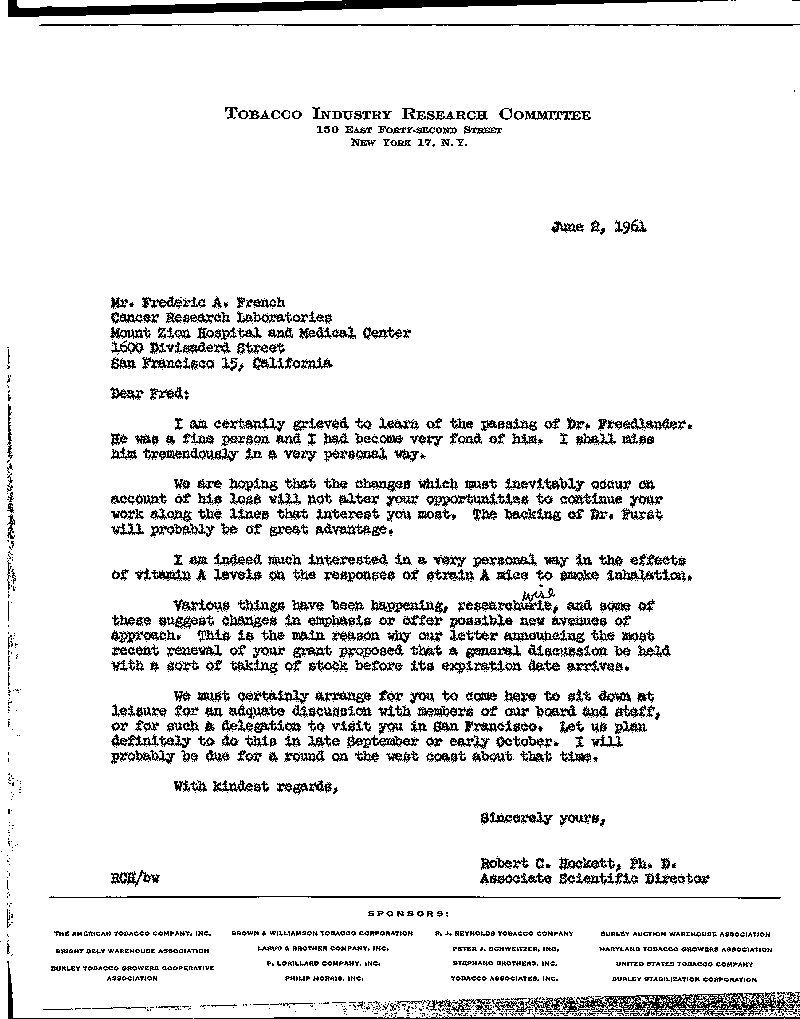 TOBACCO INDUSTRY RESEARCH COMMITTEE
150 EAST FORTY-SECOND STREET
NEW YORK 17, N.Y.
June 2, 1961
Mr. Frederic A. French
Cancer Research Laboratories
Mount Zion Hospital and Medical Center
1600 Divisaderd Street
San Francisco 15, California
Dear Fred:
I am certanily grieved to learn of the passing of Dr. Freedlander.
He was a fine person and I had become very fond of him. I shall miss
him tremendously in a very personal way.
We are hoping that the changes which must inevitably occur on
account of his loss will not alter your opportunities to continue your
work along the lines that interest you most. The backing of Dr. Furst
will probably be of great advantage.
I am indeed much interested in a very personal way in the effects
of vitamin A levels on the responses of strain A mice to smoke inhalation.
wise
Various things have been happening, researchwrie, and some of
these suggest changes in emphasis or offer possible new avenues of
approach. This is the main reason why our letter announcing the most
recent renewal of your grant proposed that a general discussion be held
with a sort of taking of stock before its expiration date arrives.
We must certainly arrange for you to come here to sit down at
leisure for an adquate discussion with members of our board and staff,
or for such a delegation to visit you in San Francisco. Let us plan
definitely to do this in late September or early October. I will
probably be due for a round on the west coast about that time.
With kindest regards,
Sincerely yours,
Robert C. Hockett, Ph. D.
RCH/bw Associate Scientific Director
SPONSORS:
THE AMERICAN TOBACCO COMPANY, INC. BROWN & WILLIAMSON TOBACCO CORPORATION R. J. REYNOLDS TOBACCO COMPANY BURLEY AUCTION WAREHOUSE ASSOCIATION
BRIGHT BELT WAREHOUSE ASSOCIATION LARUS & BROTHER COMPANY, INC. PETER J. SCHWEITZER, INC. MARYLAND TOBACCO GROWERS ASSOCIATION
BURLEY TOBACCO GROWERS COOPERATIVE P. LORILLARD COMPANY, INC. STEPHANO BROTHERS, INC. UNITED STATES TOBACCO COMPANY
ASSOCIATION PHILIP MORRIS, INC. TOBACCO ASSOCIATES, INC. BURLEY STABILIZATION CORPORATION